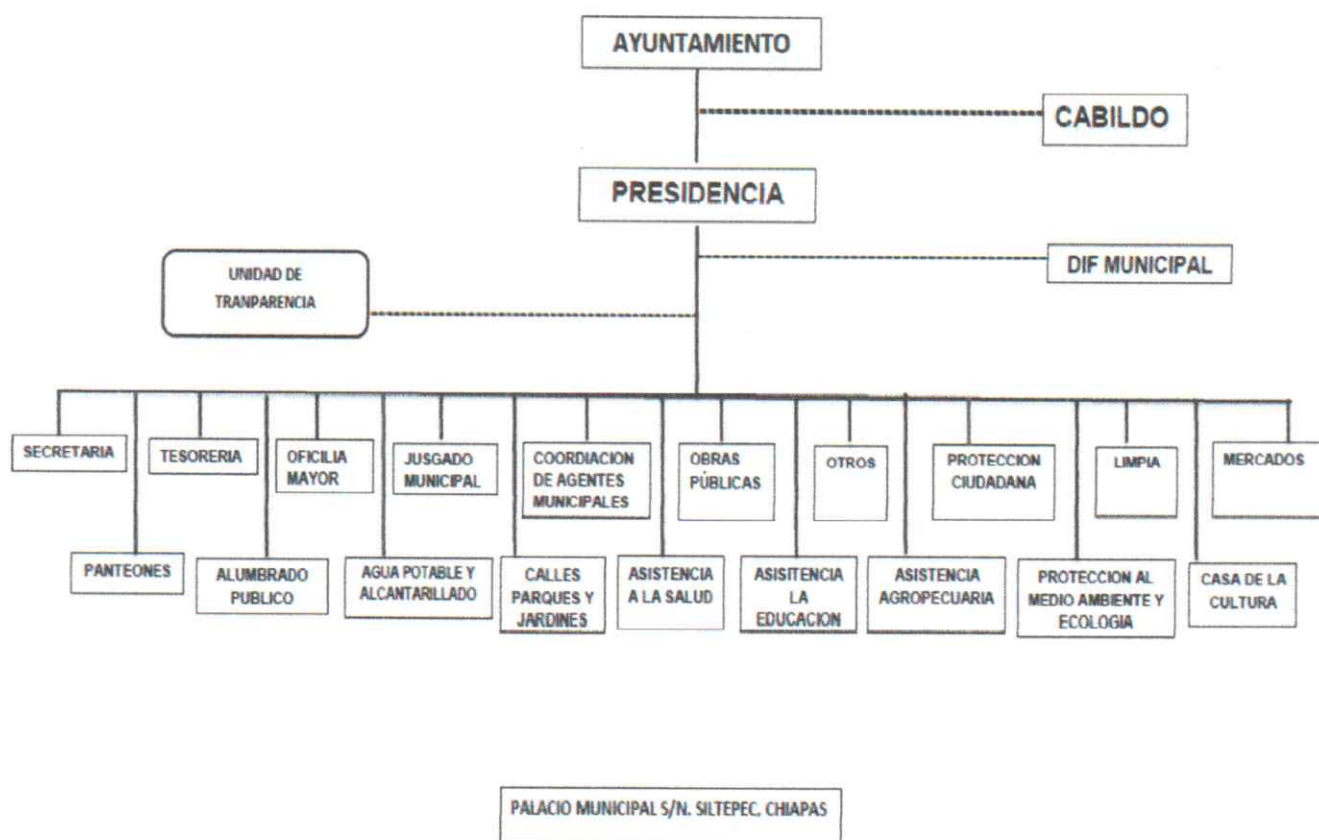 AYUNTAMIENTO
CABILDO
PRESIDENCIA
DIF MUNICIPAL
UNIDAD DE
TRANPARENCIA
SECRETARIA
TESORERIA
OFICILIA
MAYOR
JUSGADO
MUNICIPAL
COORDIACION
DE AGENTES
MUNICIPALES
OBRAS
PÚBLICAS
OTROS
PROTECCION
CIUDADANA
LIMPIA
MERCADOS
PANTEONES
ALUMBRADO
PUBLICO
AGUA POTABLE Y
ALCANTARILLADO
CALLES
PARQUES Y
JARDINES
ASISTENCIA
A LA SALUD
ASISITENCIA
LA
EDUCACION
ASISTENCIA
AGROPECUARIA
PROTECCION AL
MEDIO AMBIENTE Y
ECOLOGIA
CASA DE LA
CULTURA
PALACIO MUNICIPAL S/N. SILTEPEC, CHIAPAS